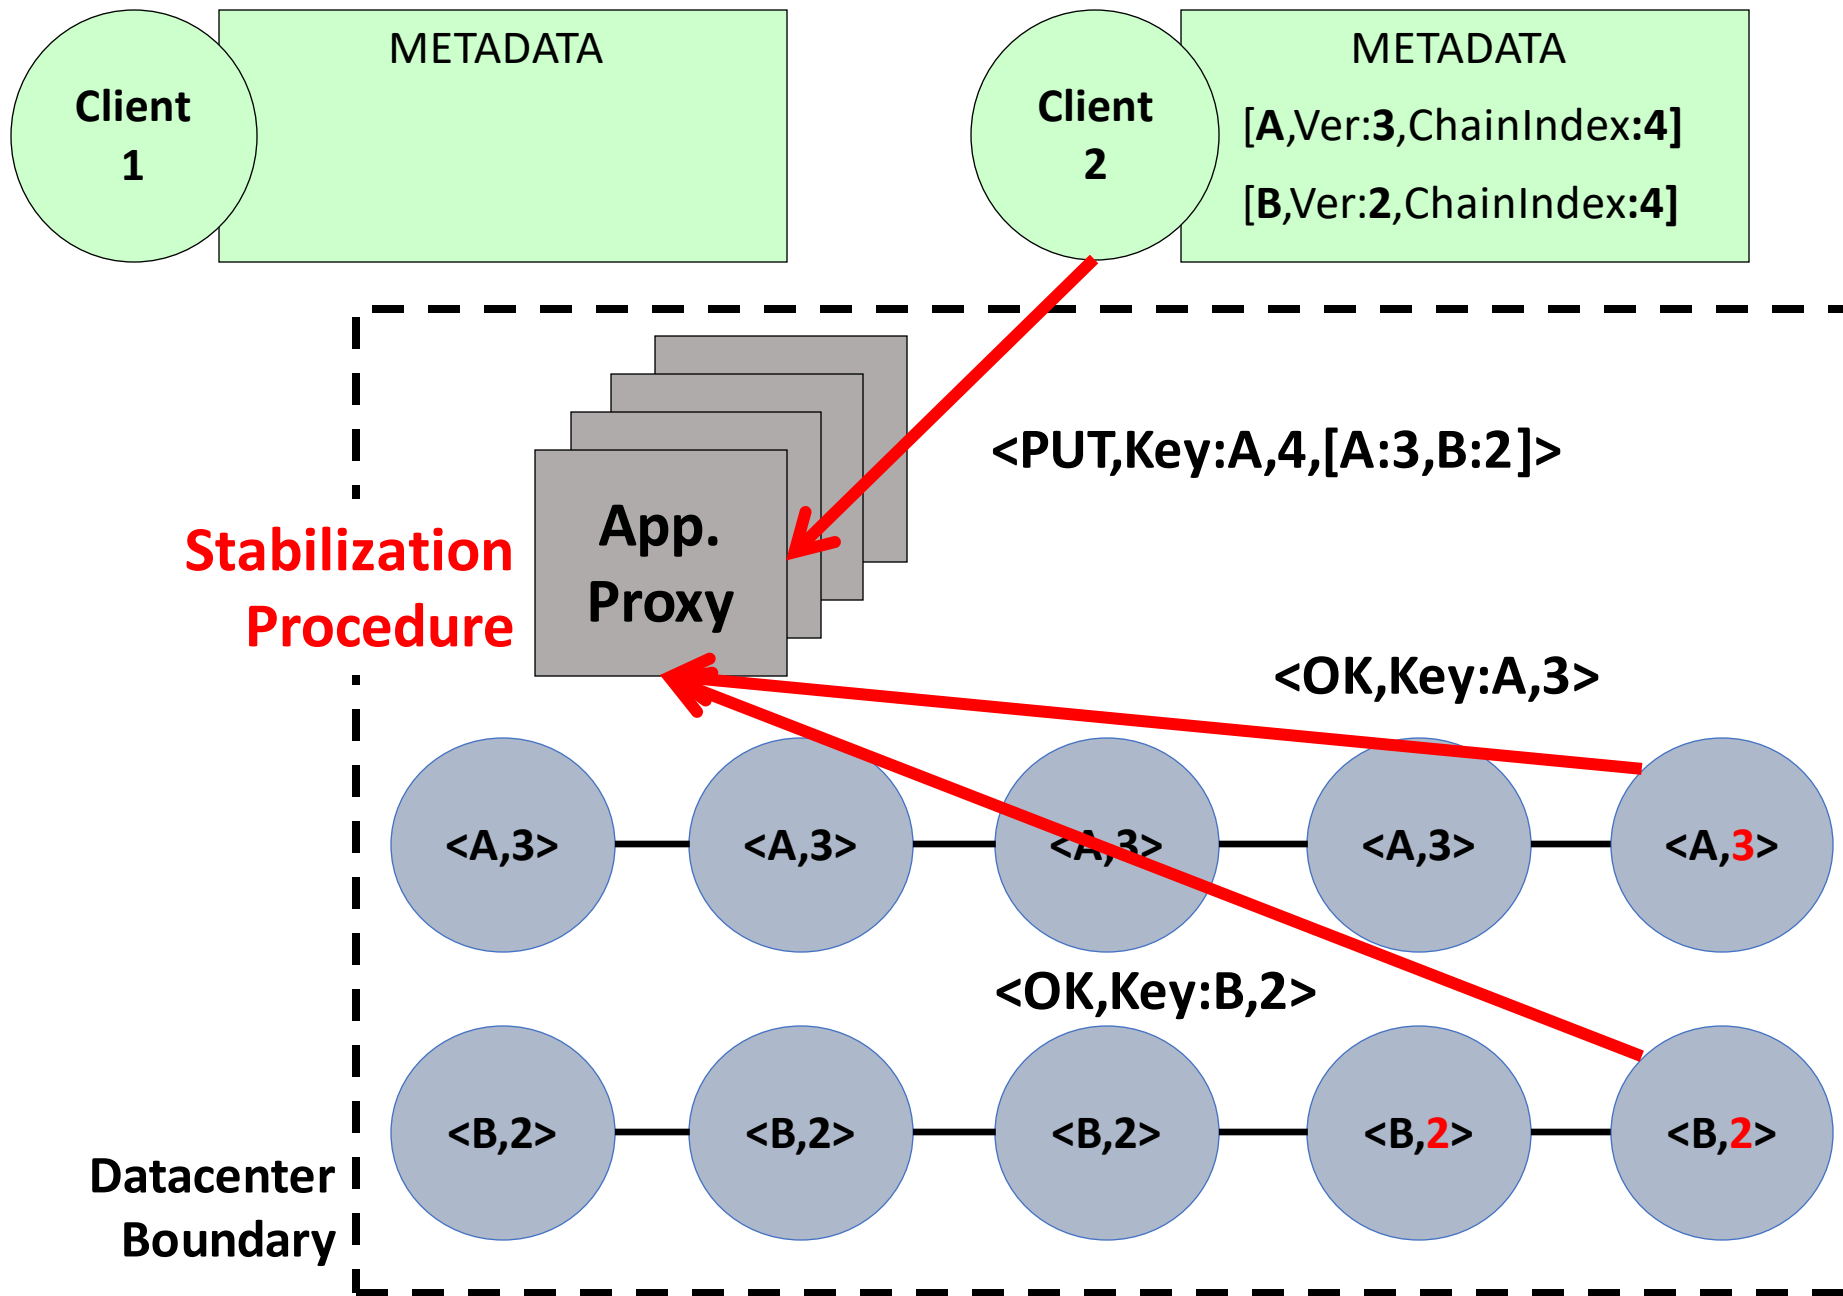 METADATA
Client
1
METADATA
Client
2
[A,Ver:3,ChainIndex:4]
[B,Ver:2,ChainIndex:4]
<PUT,Key:A,4,[A:3,B:2]>
App.
Proxy
Stabilization
Procedure
<OK,Key:A,3>
<A,3>
<A,3>
<A,3>
<A,3>
<A,3>
<OK,Key:B,2>
<B,2>
<B,2>
<B,2>
<B,2>
<B,2>
Datacenter
Boundary